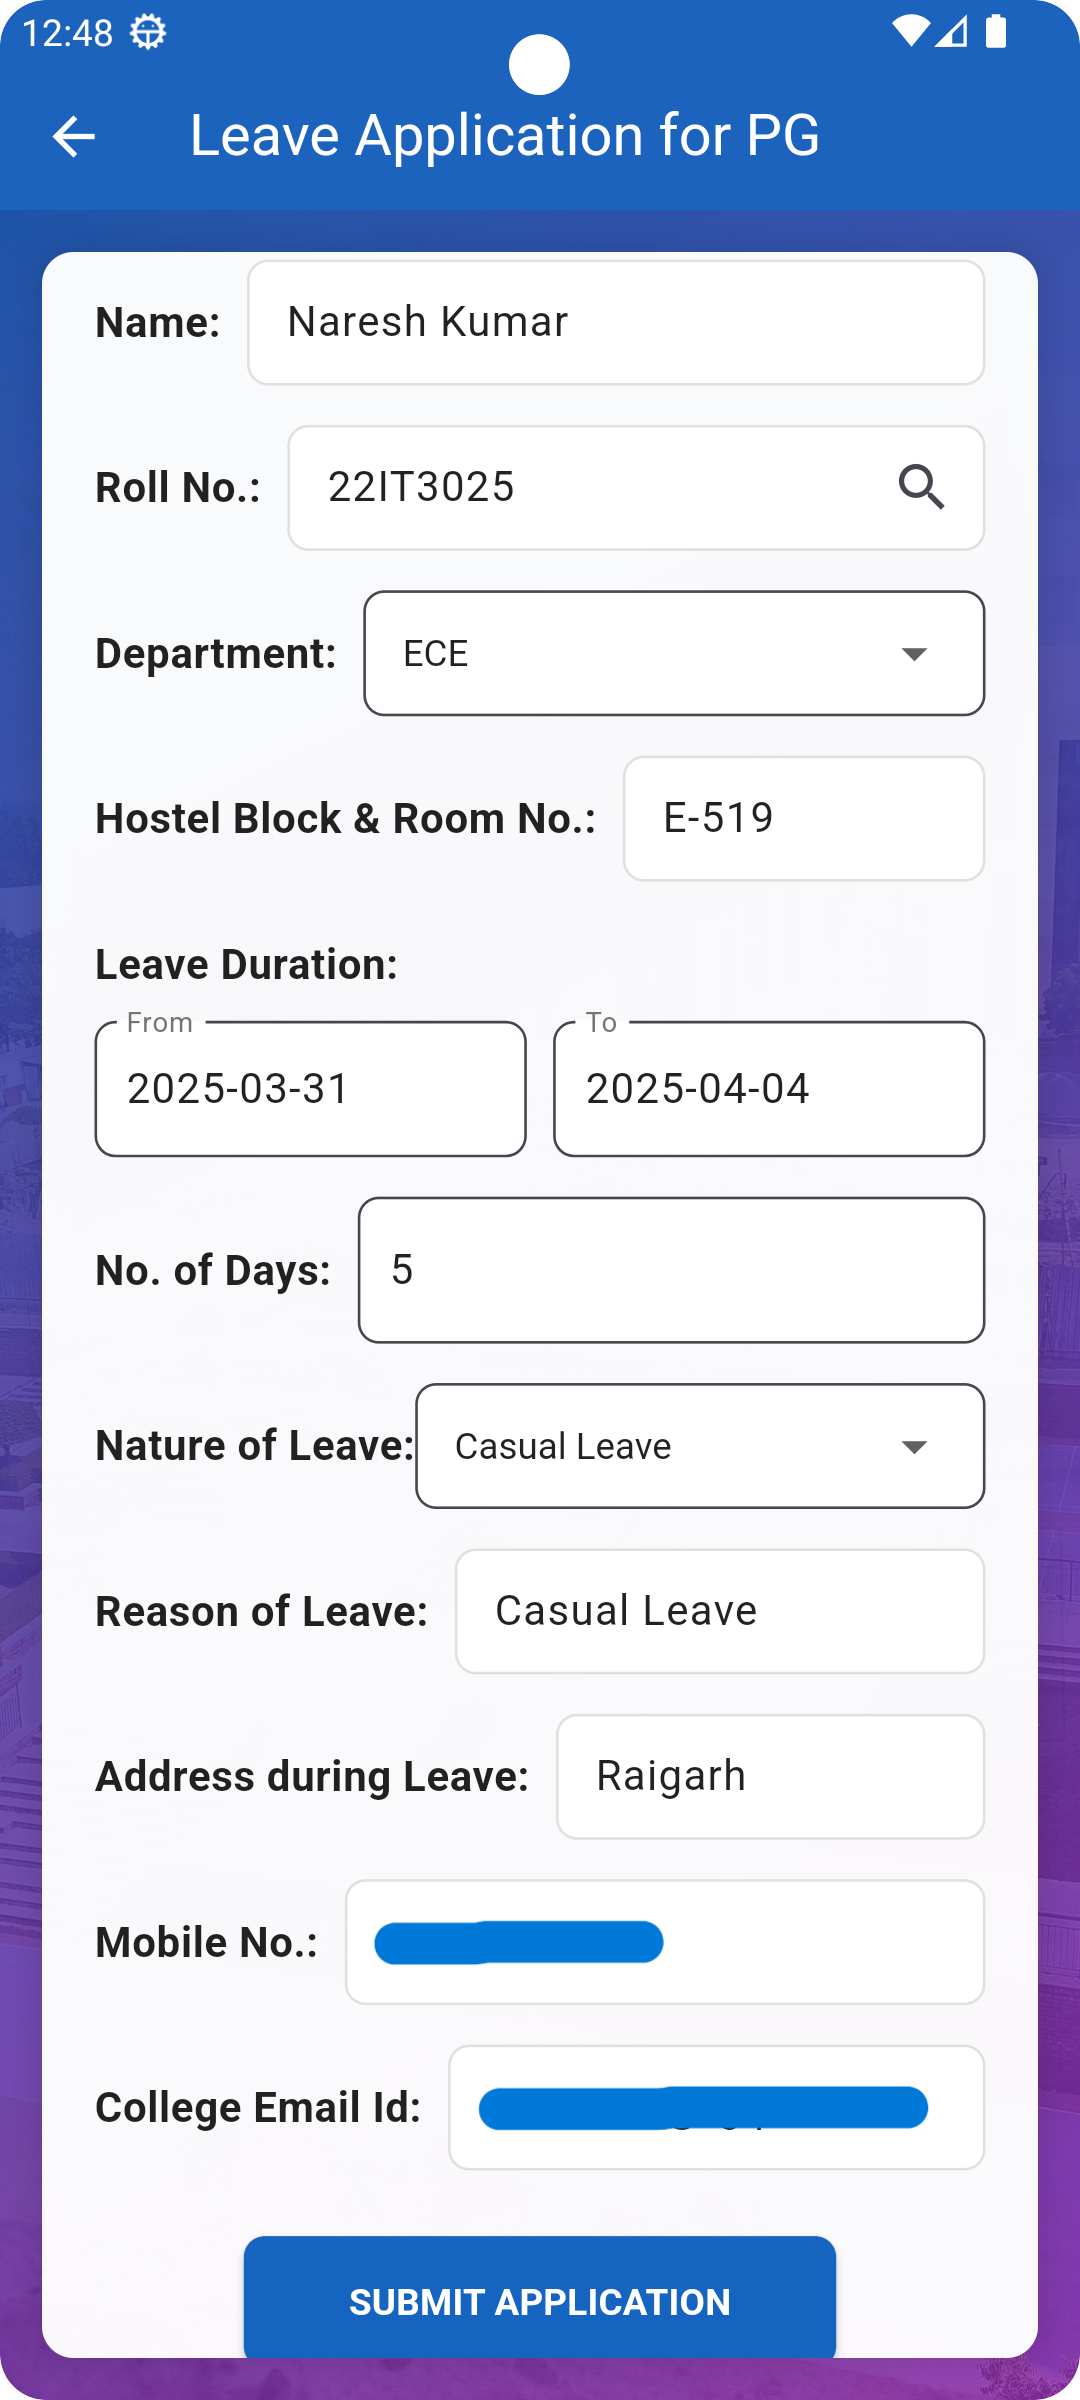 12:48
Leave Application for PG
Name: Naresh Kumar
Roll No.: 22IT3025
Department: ECE
Hostel Block & Room No.: E-519
Leave Duration:
From To
2025-03-31 2025-04-04
No. of Days: 5
Nature of Leave: Casual Leave
Reason of Leave: Casual Leave
Address during Leave: Raigarh
Mobile No.:
College Email Id:
SUBMIT APPLICATION